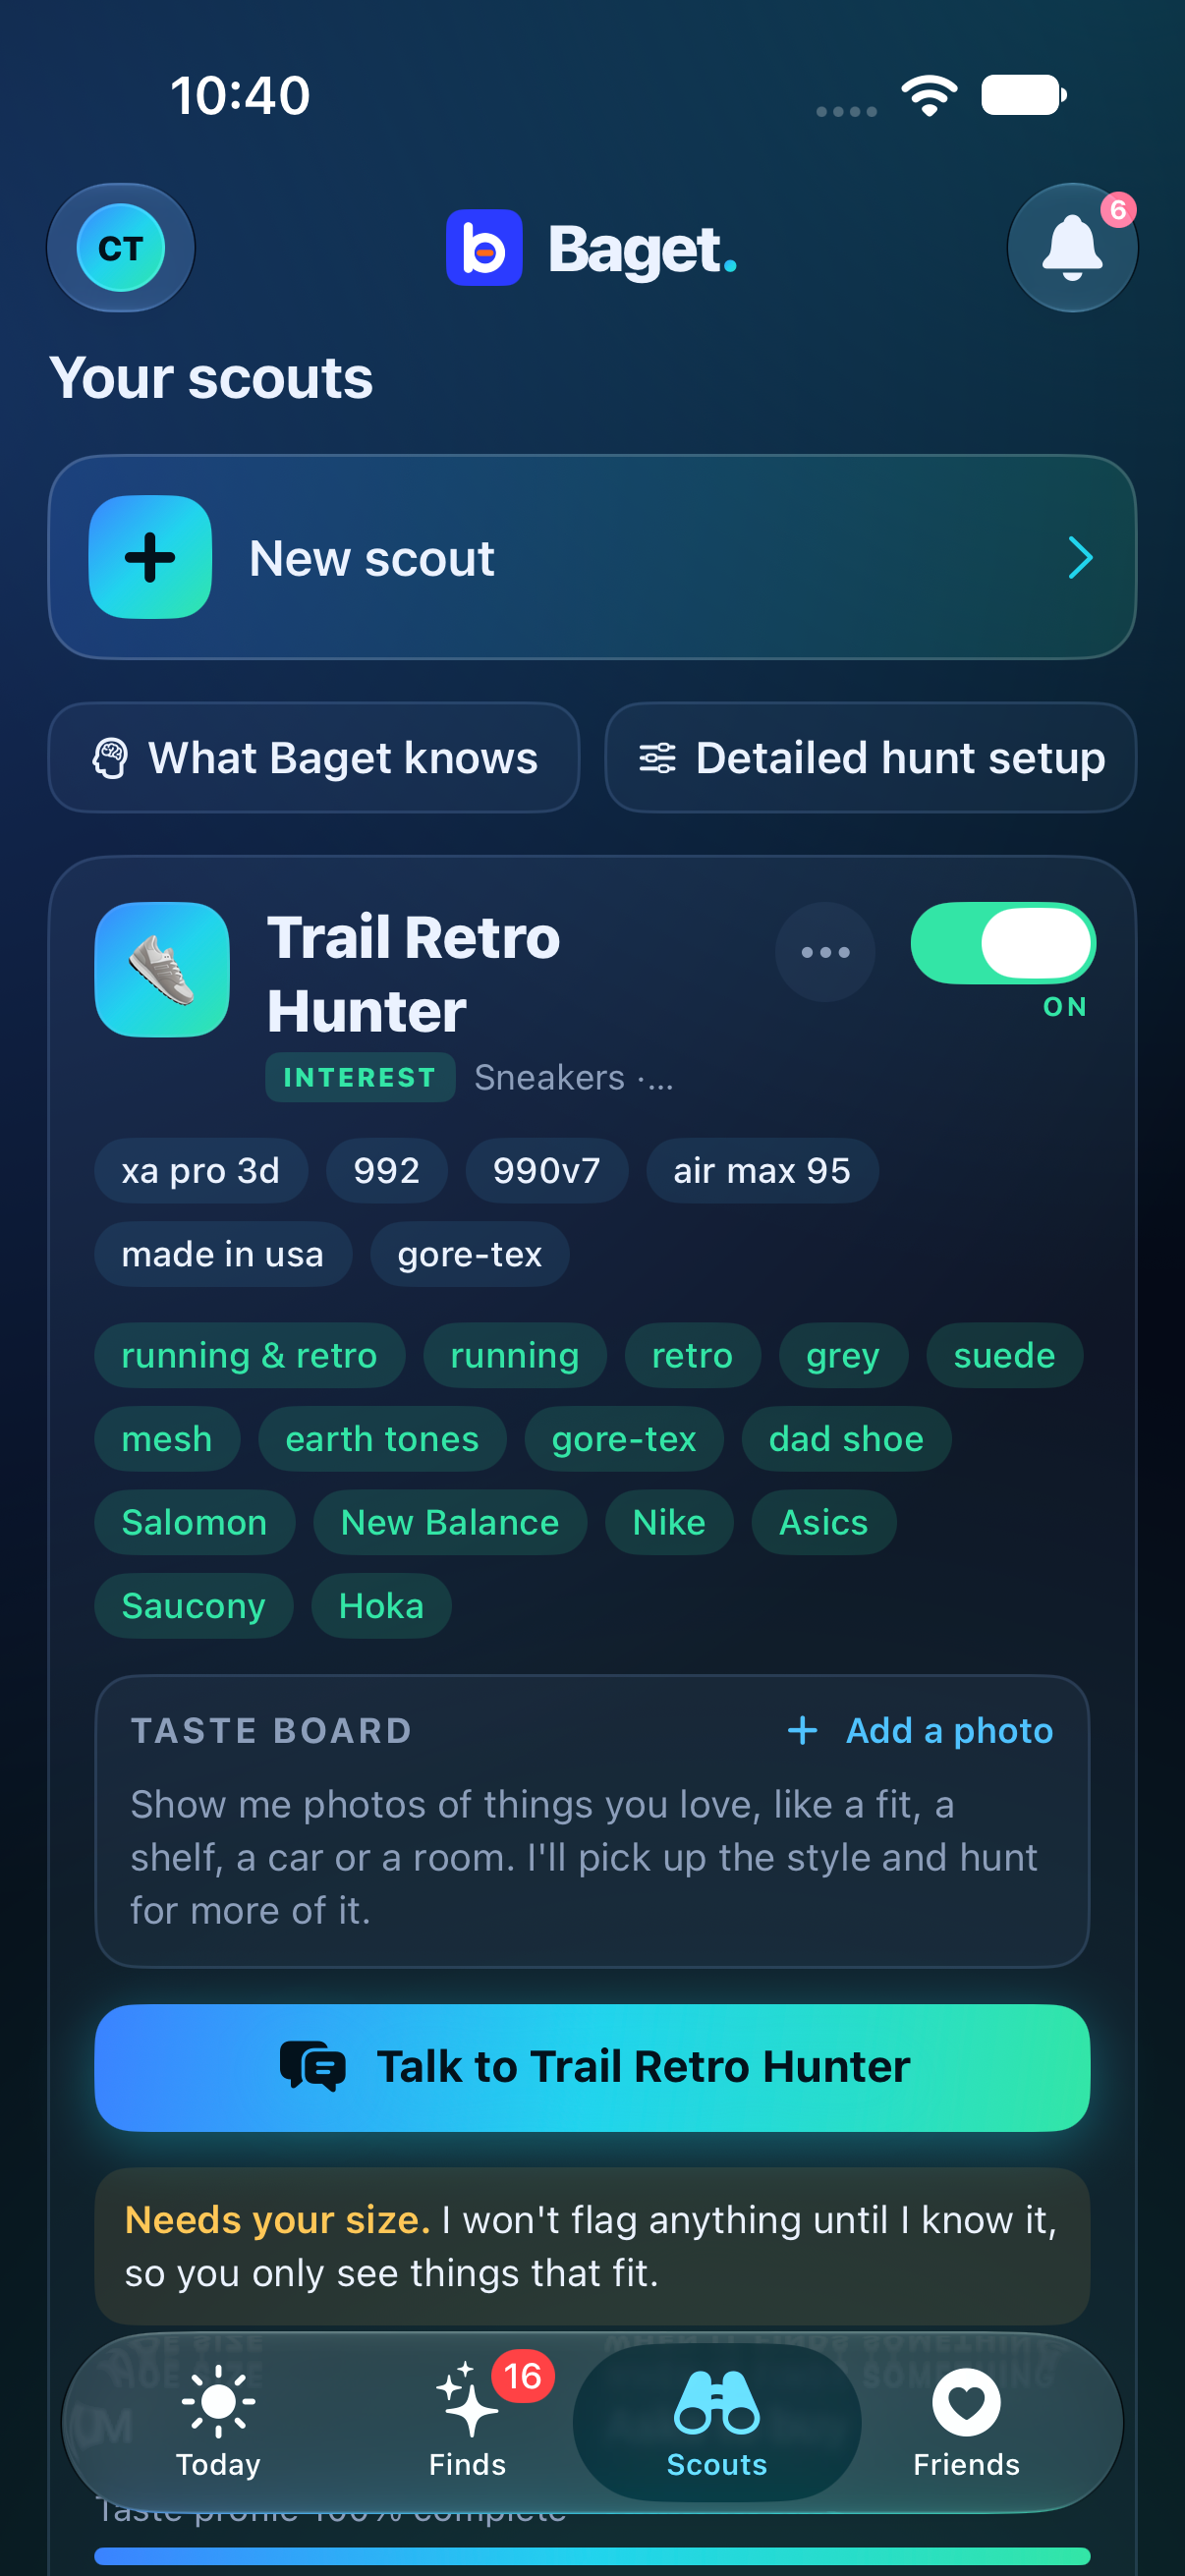 10:40
CT
b Baget.
6
Your scouts
New scout
What Baget knows
Detailed hunt setup
Trail Retro
Hunter
ON
INTEREST Sneakers ·...
xa pro 3d 992 990v7 air max 95
made in usa gore-tex
running & retro running retro grey suede
mesh earth tones gore-tex dad shoe
Salomon New Balance Nike Asics
Saucony Hoka
TASTE BOARD + Add a photo
Show me photos of things you love, like a fit, a
shelf, a car or a room. I'll pick up the style and hunt
for more of it.
Talk to Trail Retro Hunter
Needs your size. I won't flag anything until I know it,
so you only see things that fit.
16
Today Finds Scouts Friends
Taste profile 100% complete